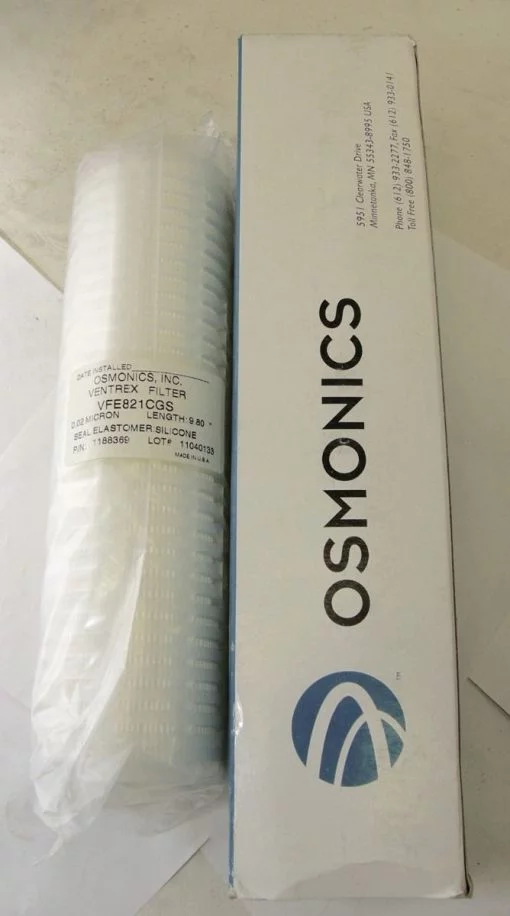 DATE INSTALLED
OSMONICS, INC.
VENTREX FILTER
VFE821CGS
0.02 MICRON LENGTH: 9.80 "
SEAL ELASTOMER: SILICONE
P/N: 1188369 LOT# 11040133
MADE IN U.S.A.
5951 Clearwater Drive
Minnetonka, MN 55343-8995 USA
Phone (612) 933-2277, Fax (612) 933-0141
Toll Free (800) 848-1750
OSMONICS
TM